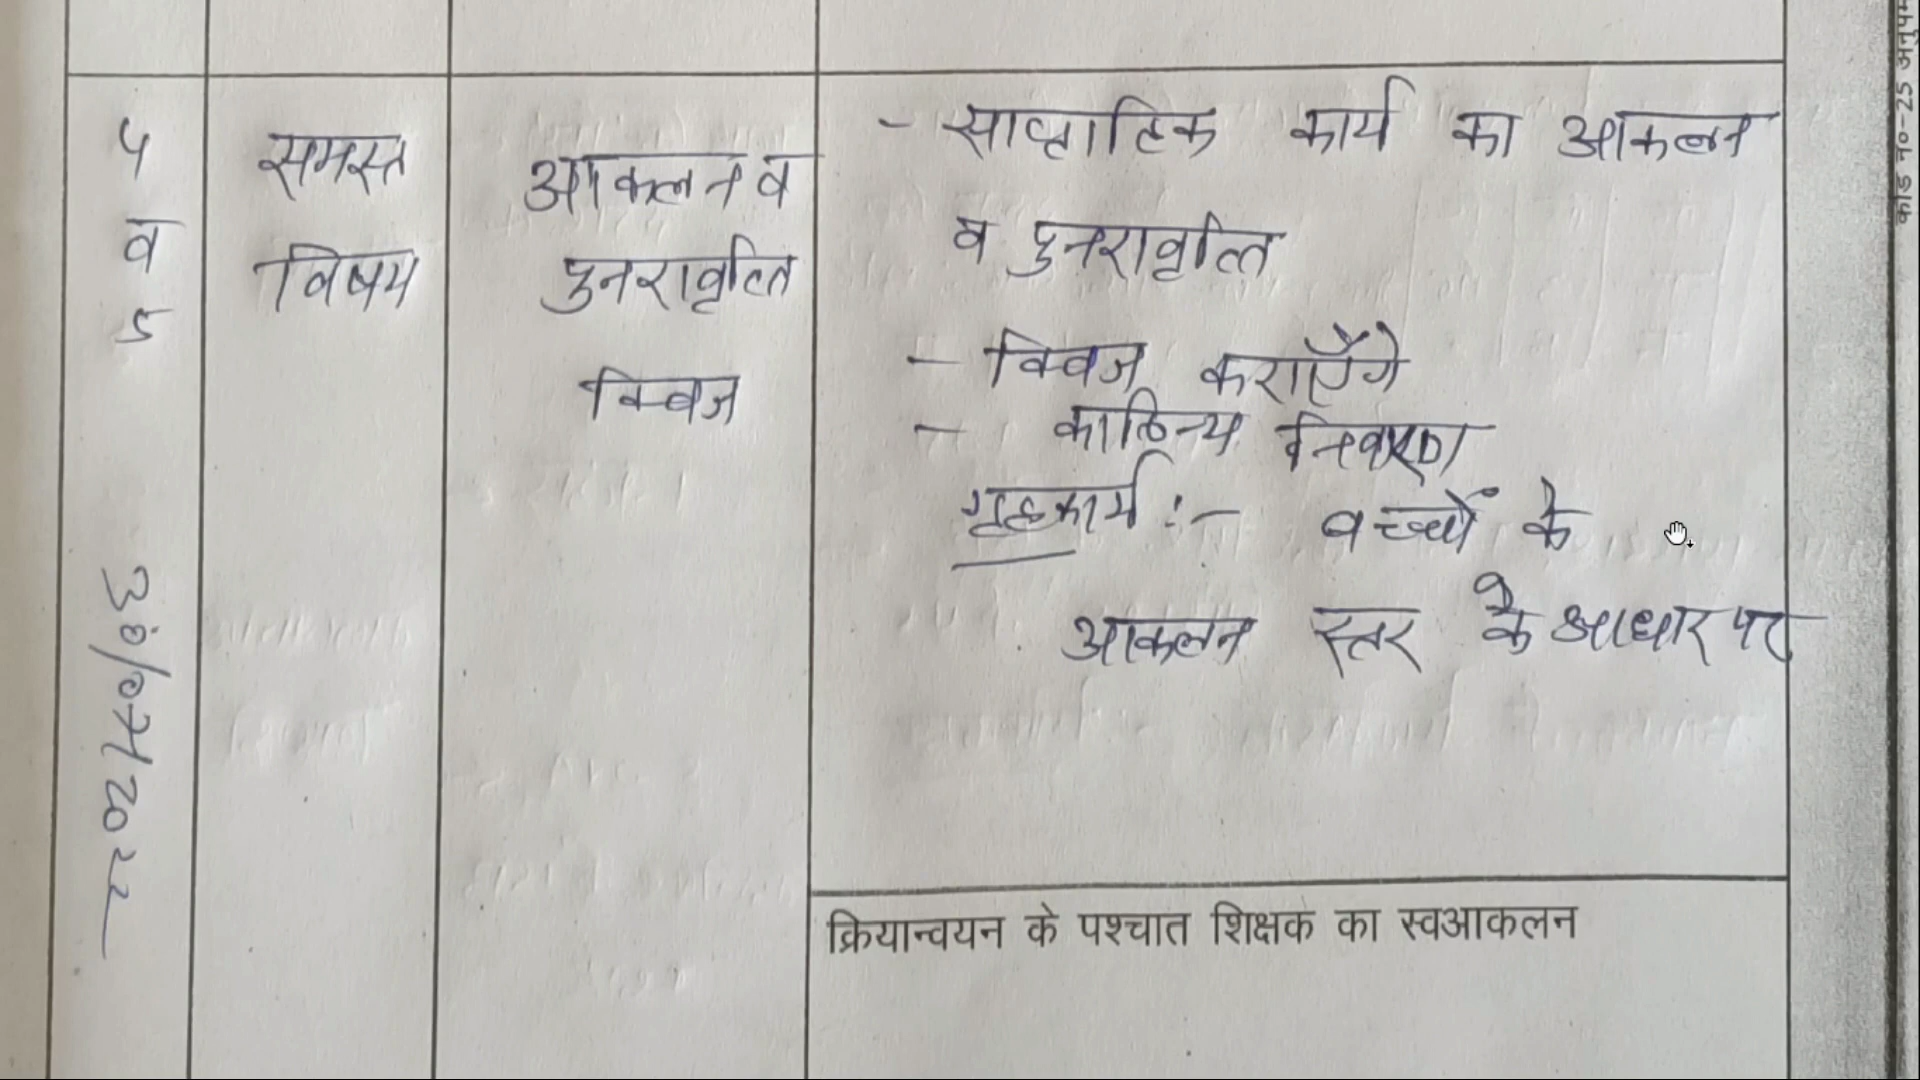 ५
व
5
30/07/2022
समस्त
विषय
आकलन व
पुनरावृत्ति
क्विज
- साप्ताहिक कार्य का आकलन
व पुनरावृत्ति
- क्विज कराएँगे
- काठिन्य निवारण
गृहकार्य :- बच्चों के
आकलन स्तर के आधार पर
क्रियान्वयन के पश्चात शिक्षक का स्वआकलन